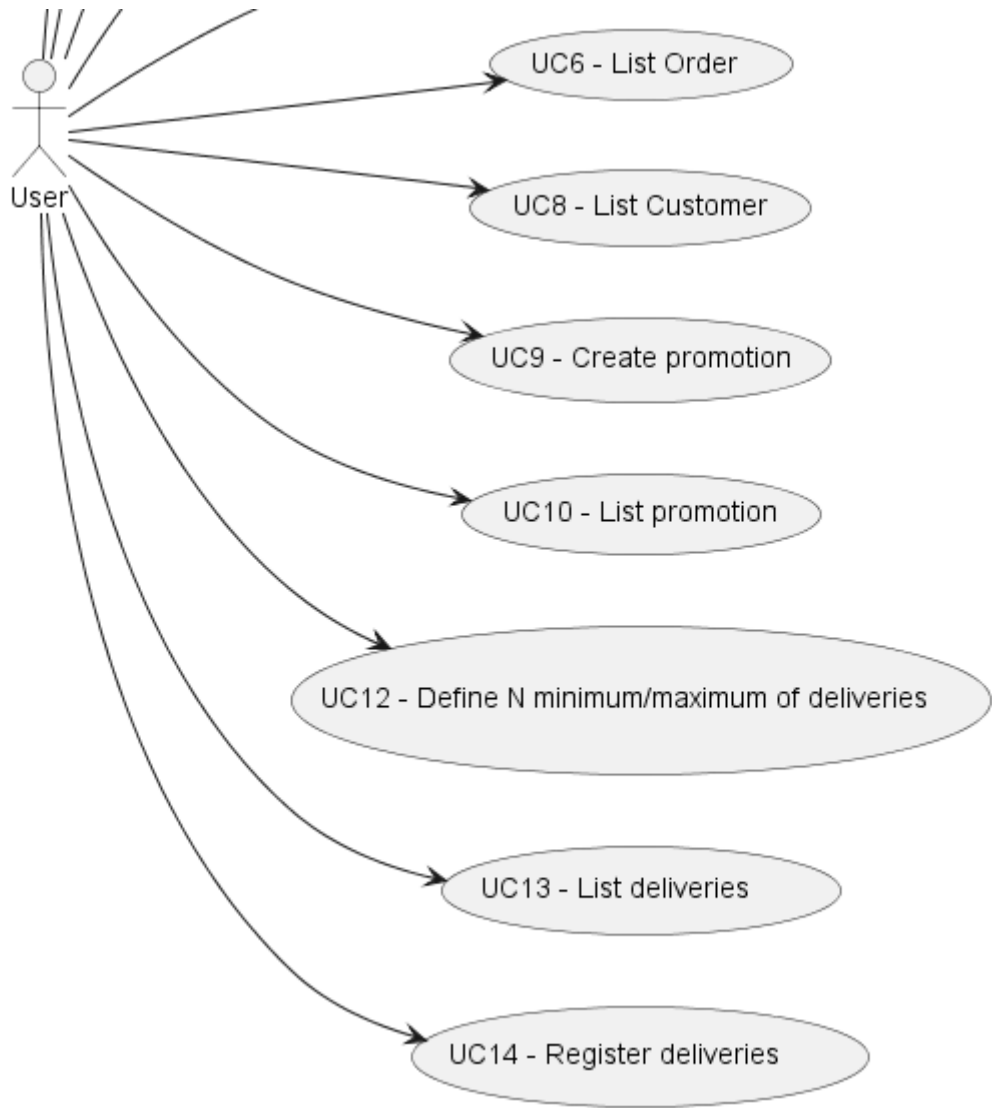 UC6 - List Order
User
UC8 - List Customer
UC9 - Create promotion
UC10 - List promotion
UC12 - Define N minimum/maximum of deliveries
UC13 - List deliveries
UC14 - Register deliveries